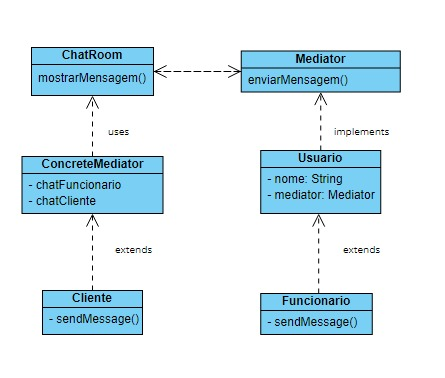 ChatRoom
mostrarMensagem()
Mediator
enviarMensagem()
uses
implements
ConcreteMediator
- chatFuncionario
- chatCliente
Usuario
- nome: String
- mediator: Mediator
extends
extends
Cliente
- sendMessage()
Funcionario
- sendMessage()